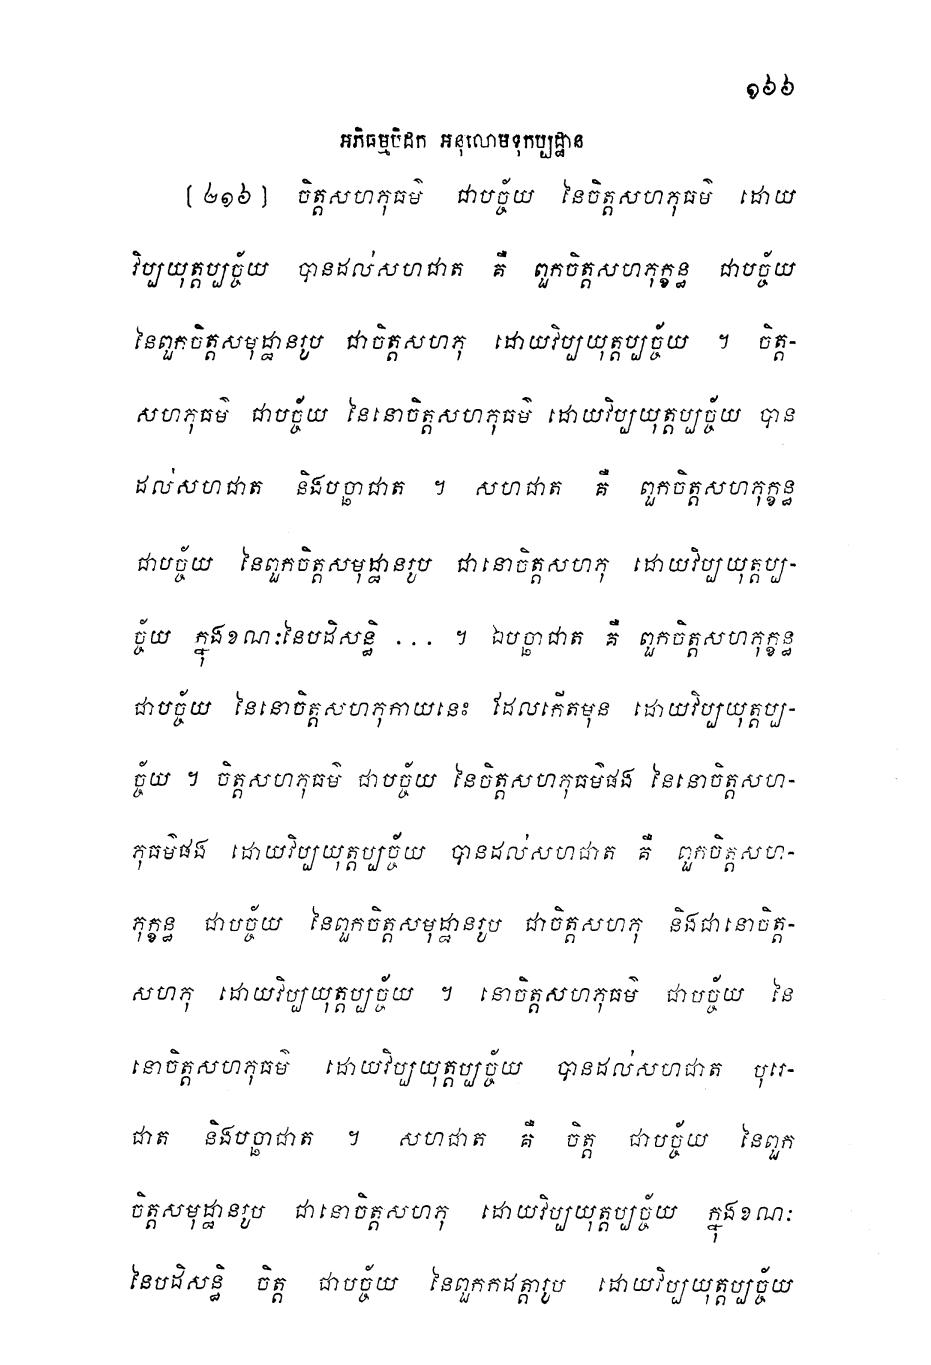 ១៦៦
អភិធម្មបិដក អនុលោមទុកប្បដ្ឋាន
[៤១៦] ចិត្តសហភុធម៌ ជាបច្ច័យ នៃចិត្តសហភុធម៌ ដោយ
វិប្បយុត្តប្បច្ច័យ បានដល់សហជាត គឺ ពួកចិត្តសហភុក្ខន្ធ ជាបច្ច័យ
នៃពួកចិត្តសមុដ្ឋានរូប ជាចិត្តសហភុ ដោយវិប្បយុត្តប្បច្ច័យ ។ ចិត្ត-
សហភុធម៌ ជាបច្ច័យ នៃនោចិត្តសហភុធម៌ ដោយវិប្បយុត្តប្បច្ច័យ បាន
ដល់សហជាត និងបច្ឆាជាត ។ សហជាត គឺ ពួកចិត្តសហភុក្ខន្ធ
ជាបច្ច័យ នៃពួកចិត្តសមុដ្ឋានរូប ជានោចិត្តសហភុ ដោយវិប្បយុត្តប្ប-
ច្ច័យ ក្នុងខណៈនៃបដិសន្ធិ ... ។ ឯបច្ឆាជាត គឺ ពួកចិត្តសហភុក្ខន្ធ
ជាបច្ច័យ នៃនោចិត្តសហភុកាយនេះ ដែលកើតមុន ដោយវិប្បយុត្តប្ប-
ច្ច័យ ។ ចិត្តសហភុធម៌ ជាបច្ច័យ នៃចិត្តសហភុធម៌ផង នៃនោចិត្តសហ-
ភុធម៌ផង ដោយវិប្បយុត្តប្បច្ច័យ បានដល់សហជាត គឺ ពួកចិត្តសហ-
ភុក្ខន្ធ ជាបច្ច័យ នៃពួកចិត្តសមុដ្ឋានរូប ជាចិត្តសហភុ និងជានោចិត្ត-
សហភុ ដោយវិប្បយុត្តប្បច្ច័យ ។ នោចិត្តសហភុធម៌ ជាបច្ច័យ នៃ
នោចិត្តសហភុធម៌ ដោយវិប្បយុត្តប្បច្ច័យ បានដល់សហជាត បុរេ-
ជាត និងបច្ឆាជាត ។ សហជាត គឺ ចិត្ត ជាបច្ច័យ នៃពួក
ចិត្តសមុដ្ឋានរូប ជានោចិត្តសហភុ ដោយវិប្បយុត្តប្បច្ច័យ ក្នុងខណៈ
នៃបដិសន្ធិ ចិត្ត ជាបច្ច័យ នៃពួកកដត្តារូប ដោយវិប្បយុត្តប្បច្ច័យ